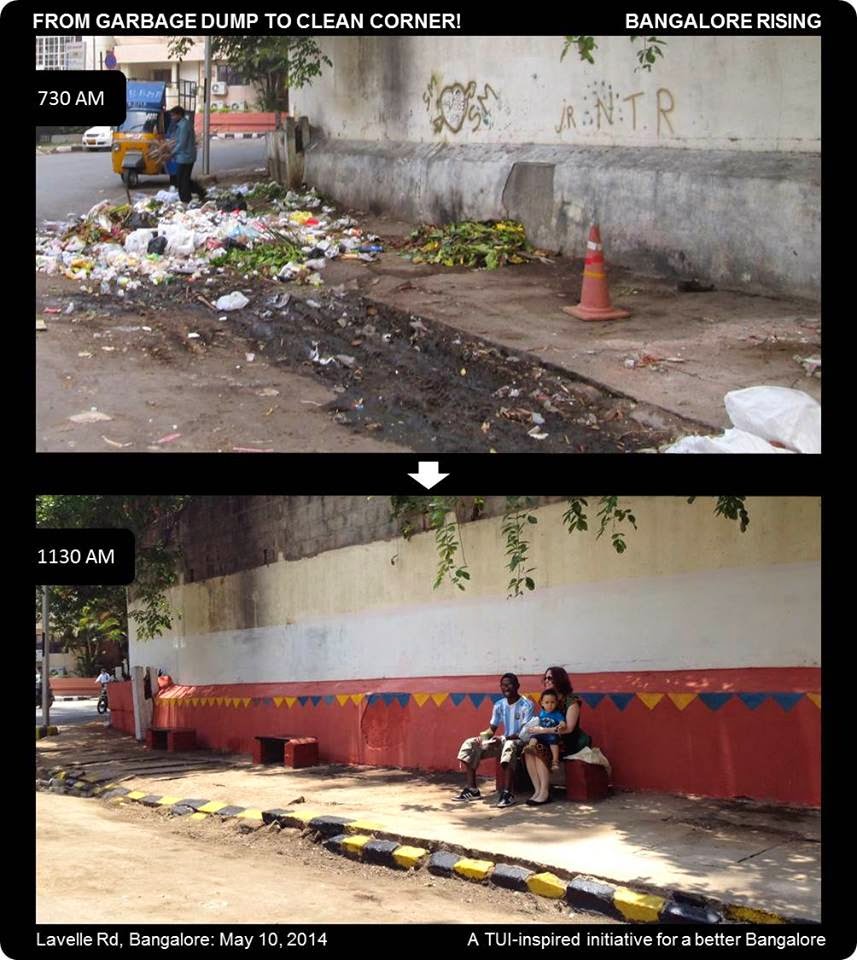 FROM GARBAGE DUMP TO CLEAN CORNER!
BANGALORE RISING
730 AM
JR NTR
1130 AM
Lavelle Rd, Bangalore: May 10, 2014
A TUI-inspired initiative for a better Bangalore